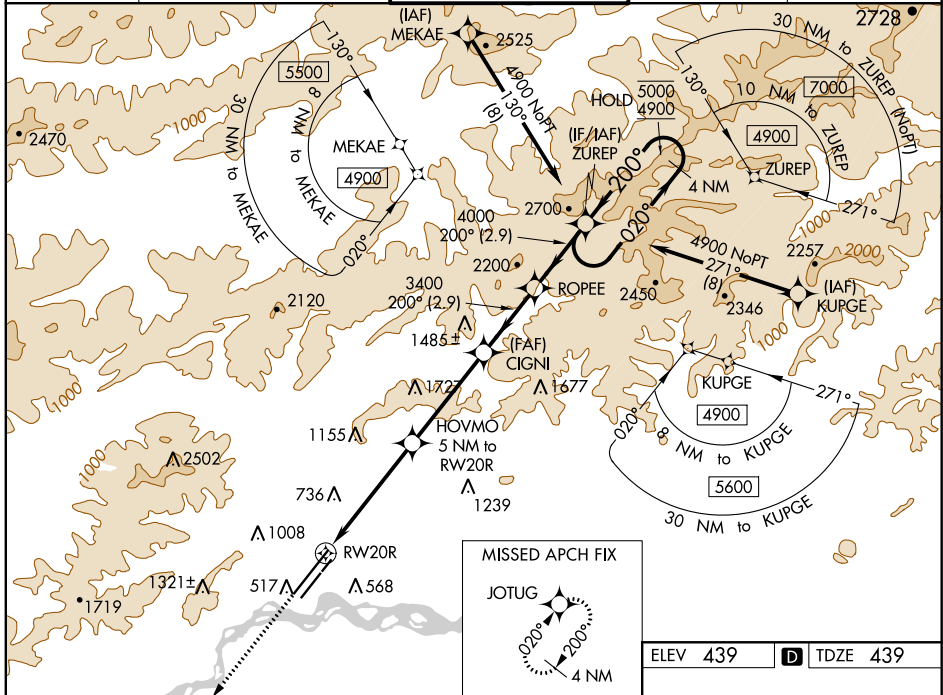 (IAF)
MEKAE
2525
2728
30 NM to ZUREP (NoPT)
130°
5500
8 NM to MEKAE
30 NM to MEKAE
MEKAE
4900
020°
2470
1000
4900 NoPT
130°
(8)
HOLD
5000
4900
(IF/IAF)
ZUREP
200°
020°
4 NM
130°
10 NM to ZUREP
7000
4900
ZUREP
271°
1000
2700
4000
200° (2.9)
2200
ROPEE
3400
200° (2.9)
2120
1485±
(FAF)
CIGNI
4900 NoPT
271°
(8)
2257
2000
2450
2346
(IAF)
KUPGE
1000
1000
1727
1677
KUPGE
271°
020°
4900
8 NM to KUPGE
5600
30 NM to KUPGE
1155
HOVMO
5 NM to
RW20R
1000
2502
736
1239
1008
RW20R
1321±
517
568
1719
MISSED APCH FIX
JOTUG
020°
200°
4 NM
ELEV 439
D
TDZE 439